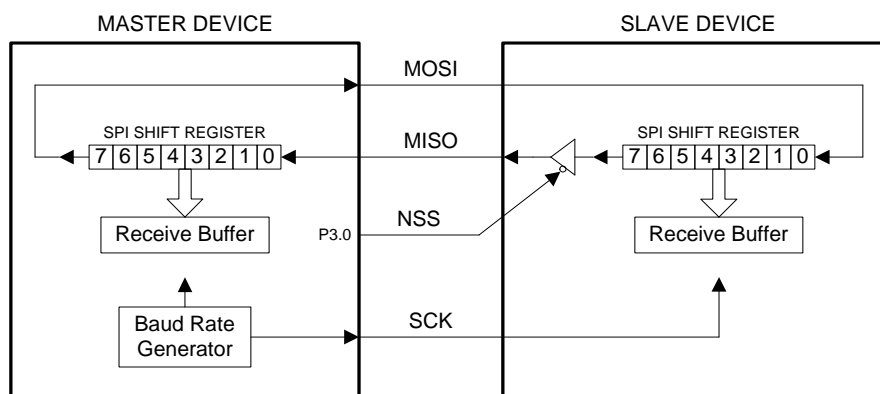 MASTER DEVICE
SLAVE DEVICE
MOSI
SPI SHIFT REGISTER
MISO
SPI SHIFT REGISTER
7 6 5 4 3 2 1 0
7 6 5 4 3 2 1 0
Receive Buffer
P3.0
NSS
Receive Buffer
Baud Rate
Generator
SCK